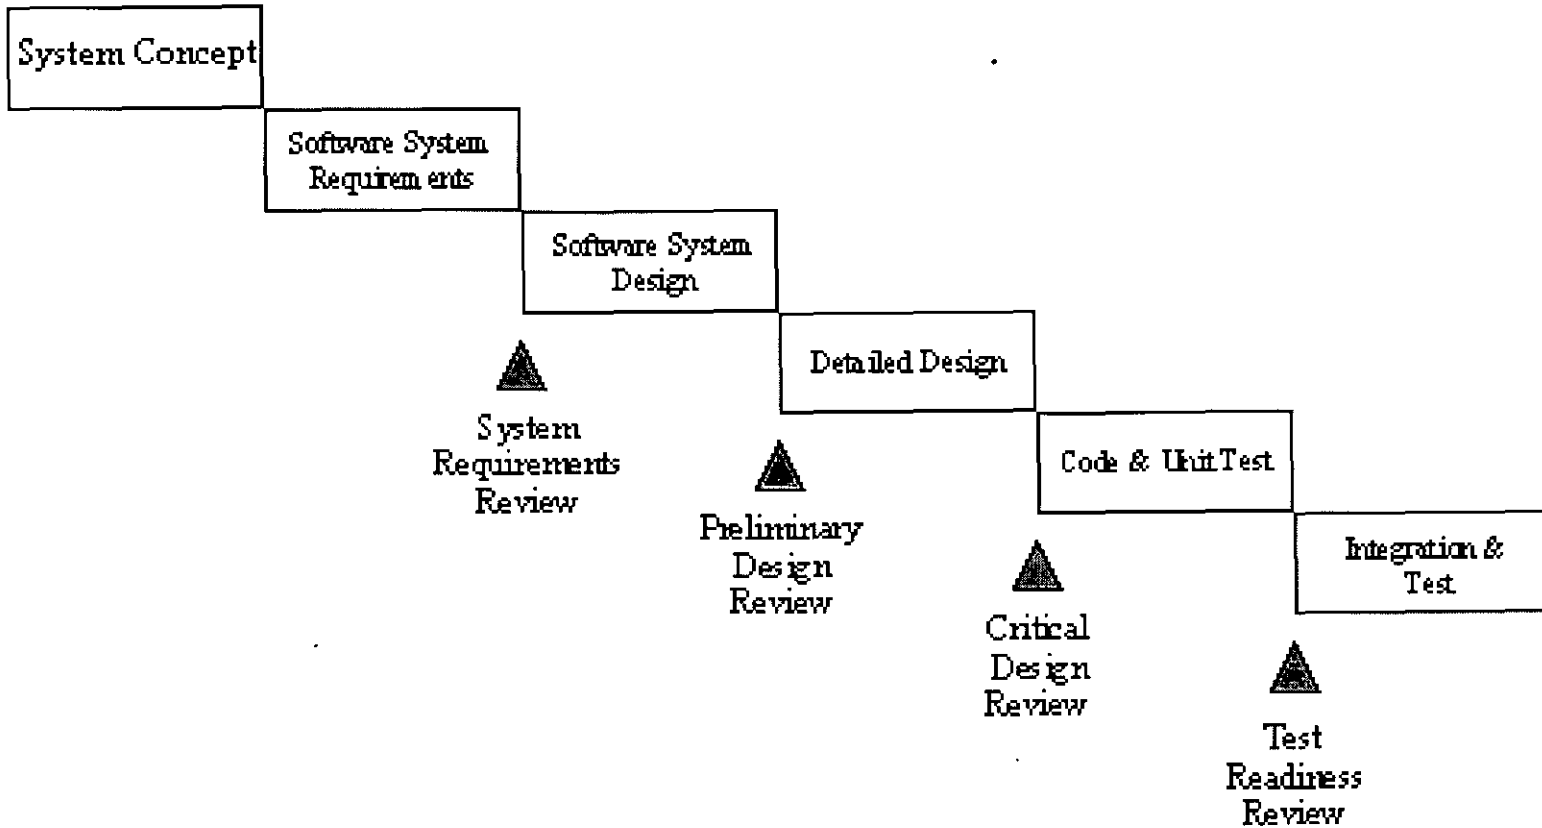 System Concept
Software System
Requirements
Software System
Design
Detailed Design
System
Requirements
Review
Code & Unit Test
Preliminary
Design
Review
Integration &
Test
Critical
Design
Review
Test
Readiness
Review